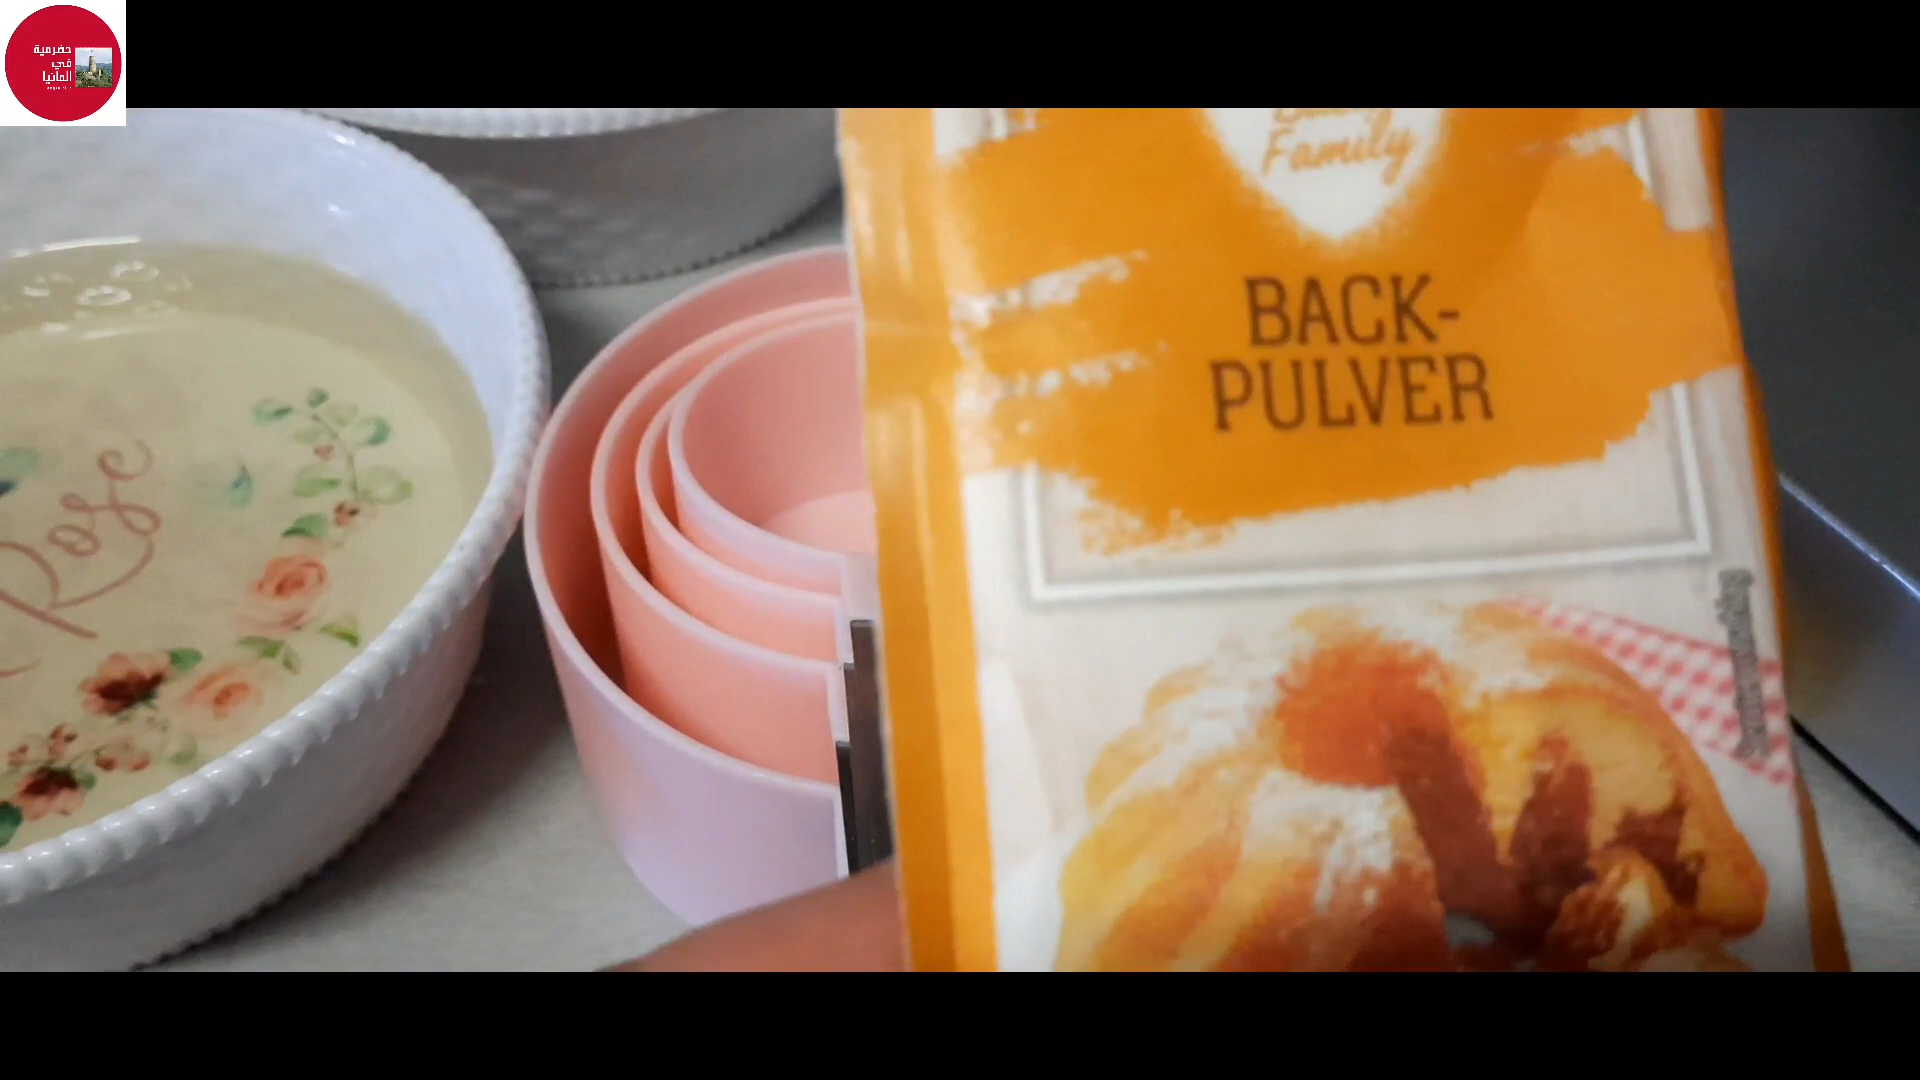 حضرمية
في
المانيا
Family
BACK-
PULVER
Rose